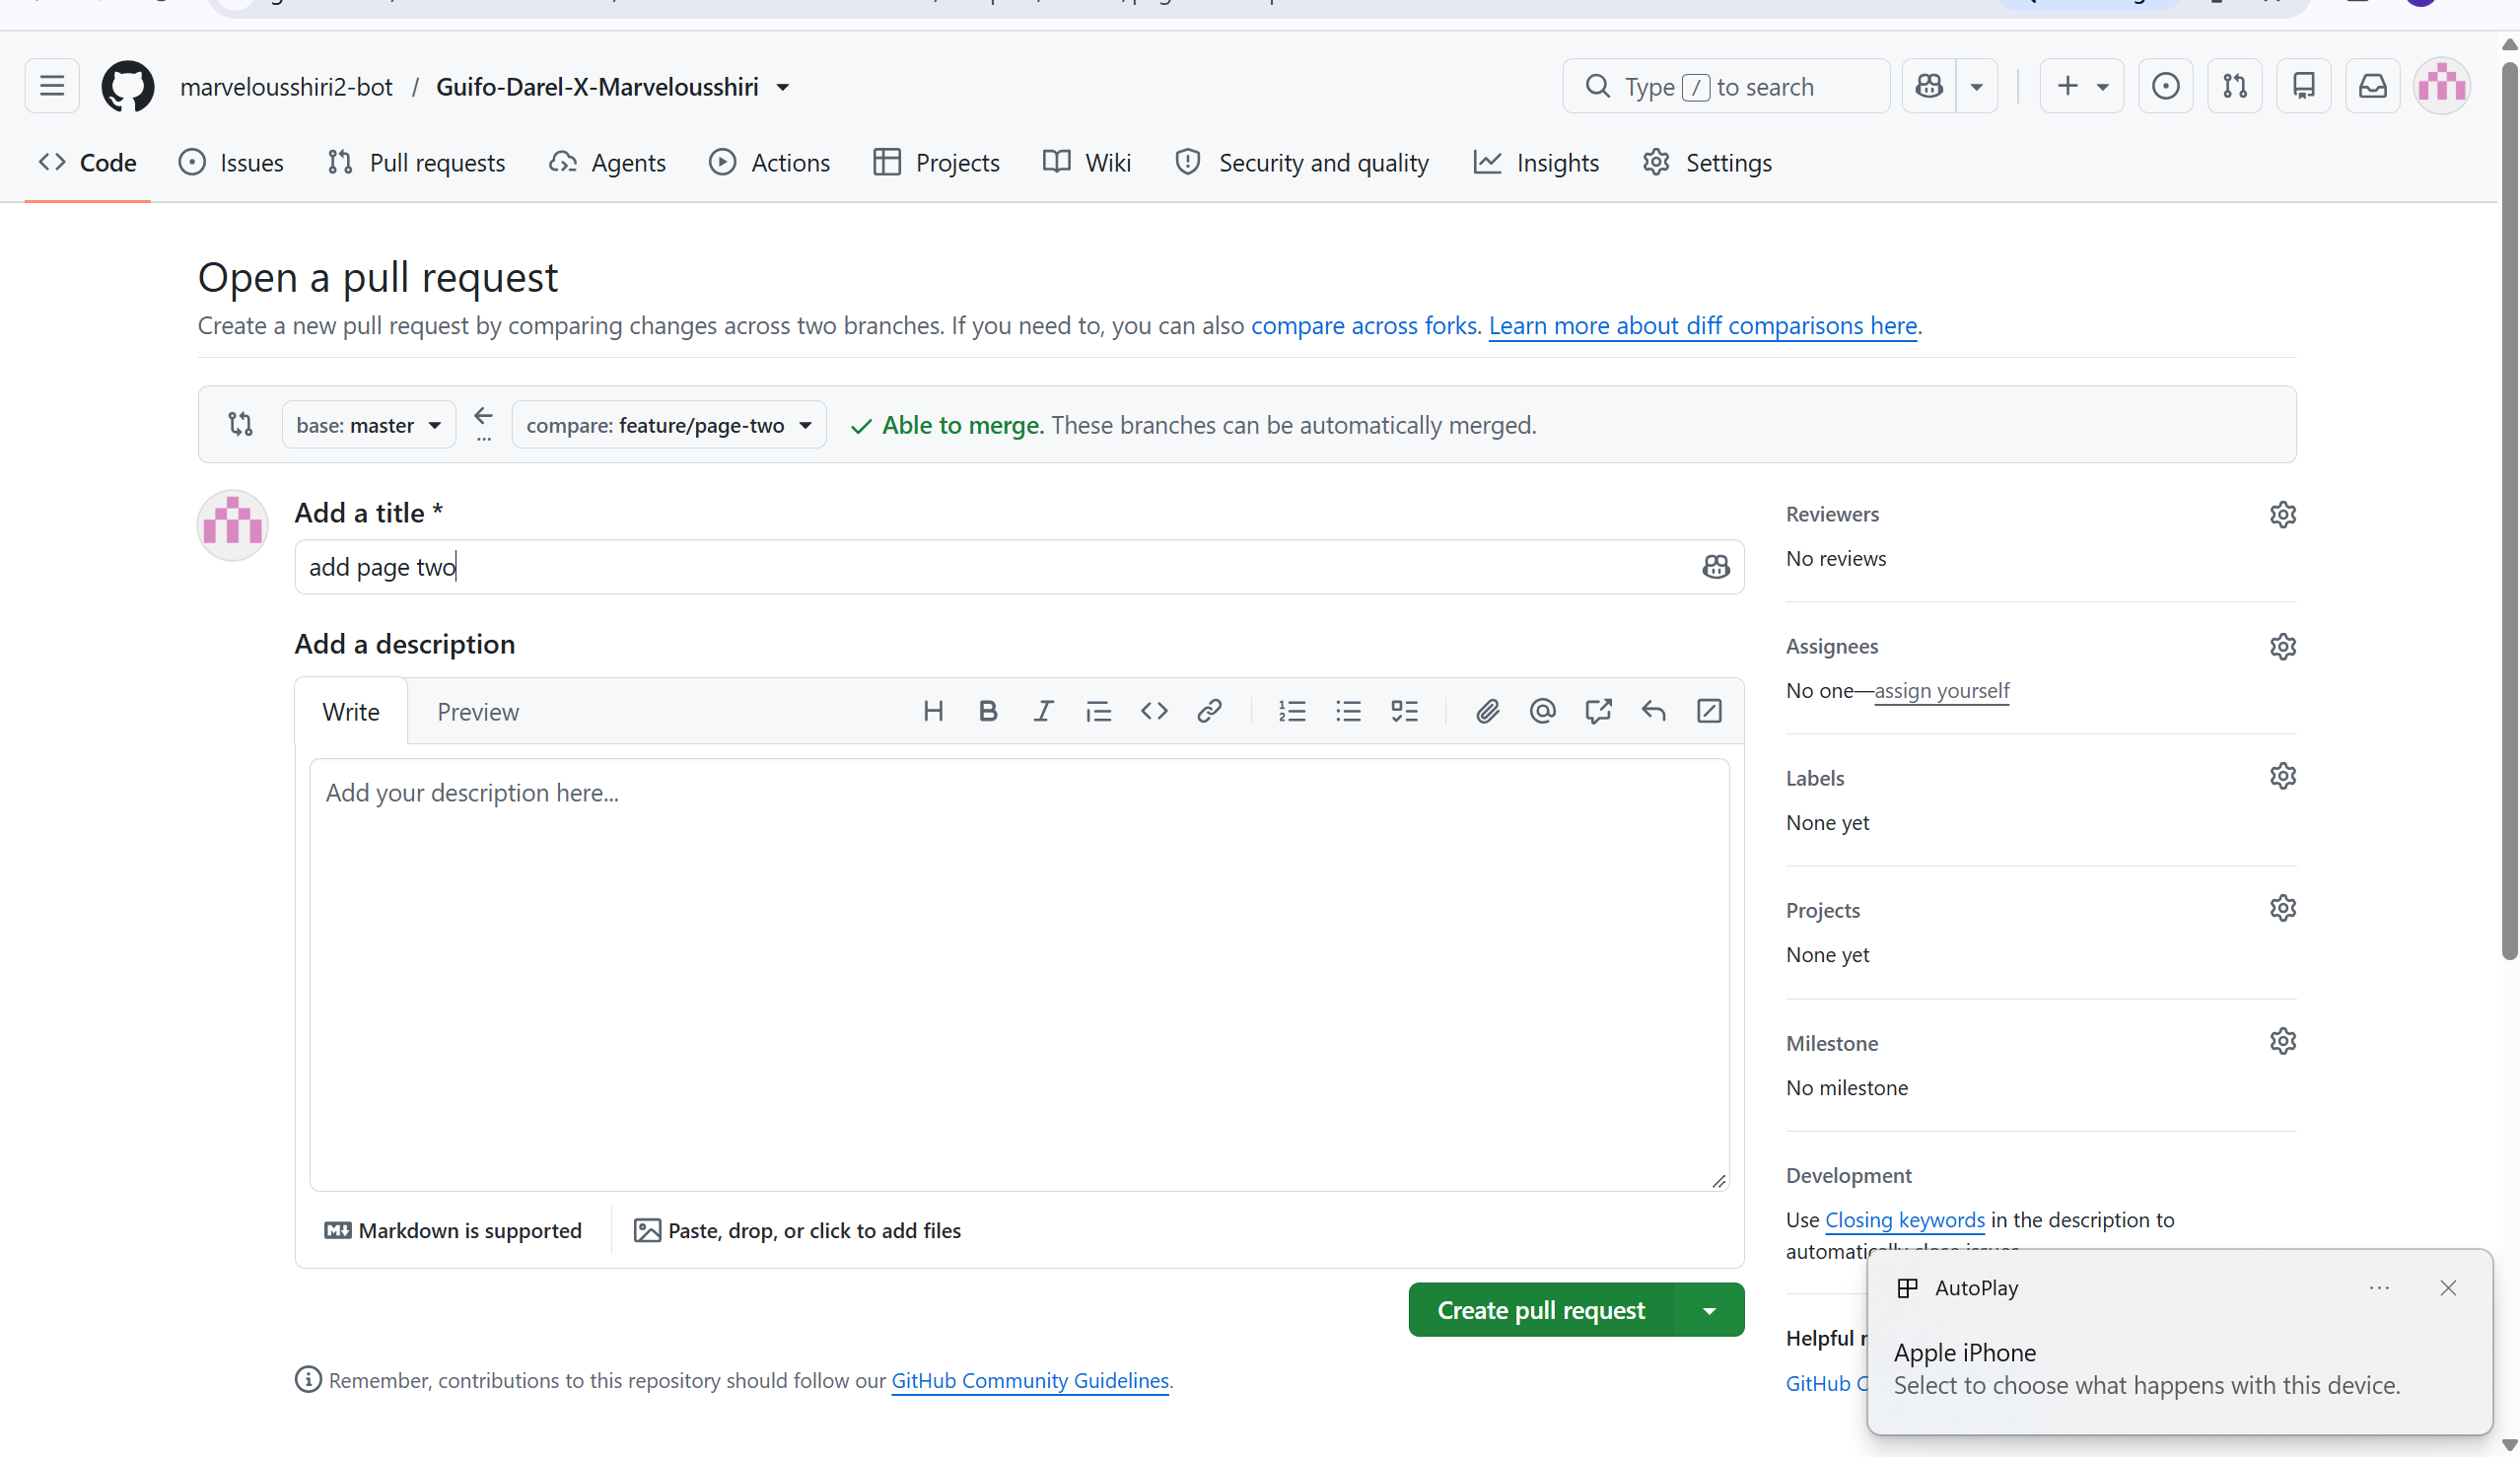 marvelousshiri2-bot / Guifo-Darel-X-Marvelousshiri
Type / to search
Code Issues Pull requests Agents Actions Projects Wiki Security and quality Insights Settings
Open a pull request
Create a new pull request by comparing changes across two branches. If you need to, you can also compare across forks. Learn more about diff comparisons here.
base: master compare: feature/page-two Able to merge. These branches can be automatically merged.
Add a title *
add page two
Add a description
Write Preview
Add your description here...
Markdown is supported Paste, drop, or click to add files
Create pull request
Remember, contributions to this repository should follow our GitHub Community Guidelines.
Reviewers
No reviews
Assignees
No one—assign yourself
Labels
None yet
Projects
None yet
Milestone
No milestone
Development
Use Closing keywords in the description to
Helpful
GitHub
AutoPlay
Apple iPhone
Select to choose what happens with this device.